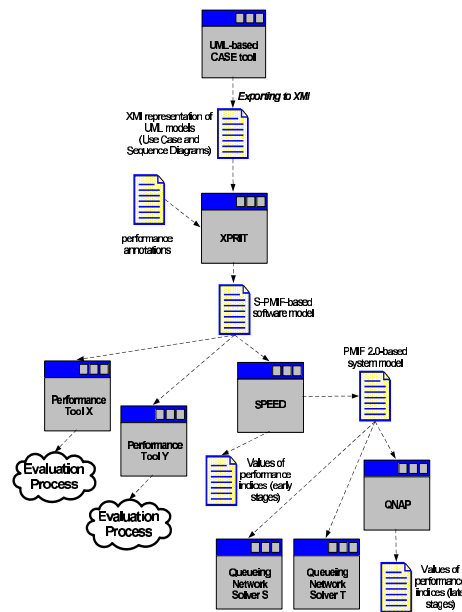 UML-based
CASE tooll
Exporting to XMI
XMI representation of
UML models
(Use Case and
Sequence Diagrams)
XPRIT
performance
annotations
S-PMIF-based
software model
PMIF 2.0-based
system model
Performance
Tool X
SPEED
Performance
Tool Y
Evaluation
Process
Values of
performance
indices (early
stages)
QNAP
Evaluation
Process
Queueing
Network
Solver S
Queueing
Network
Solver T
Values of
performance
indices (late
stages)